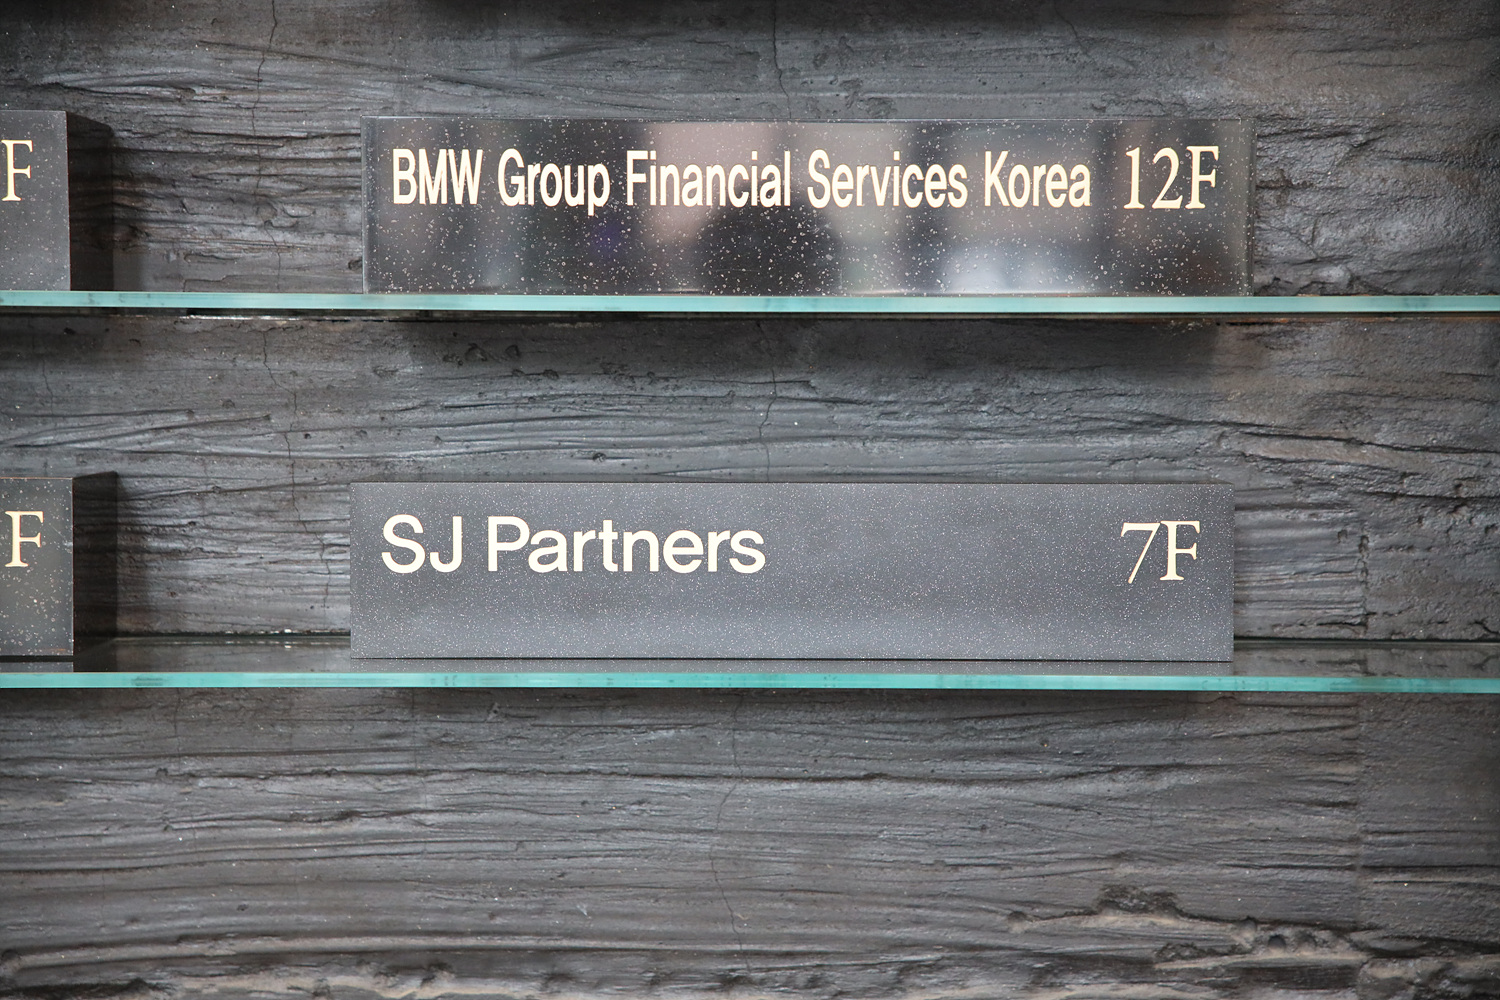 F
BMW Group Financial Services Korea 12F
F
SJ Partners 7F